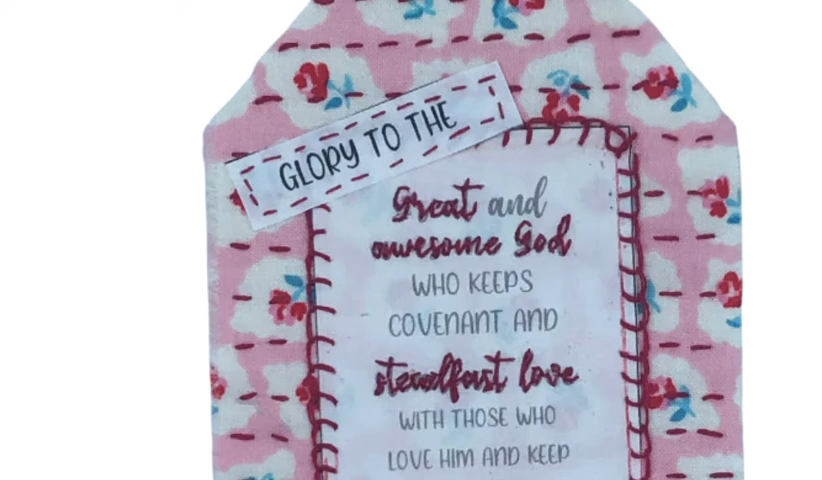 GLORY TO THE
Great and
awesome God
WHO KEEPS
COVENANT AND
steadfast love
WITH THOSE WHO
LOVE HIM AND KEEP